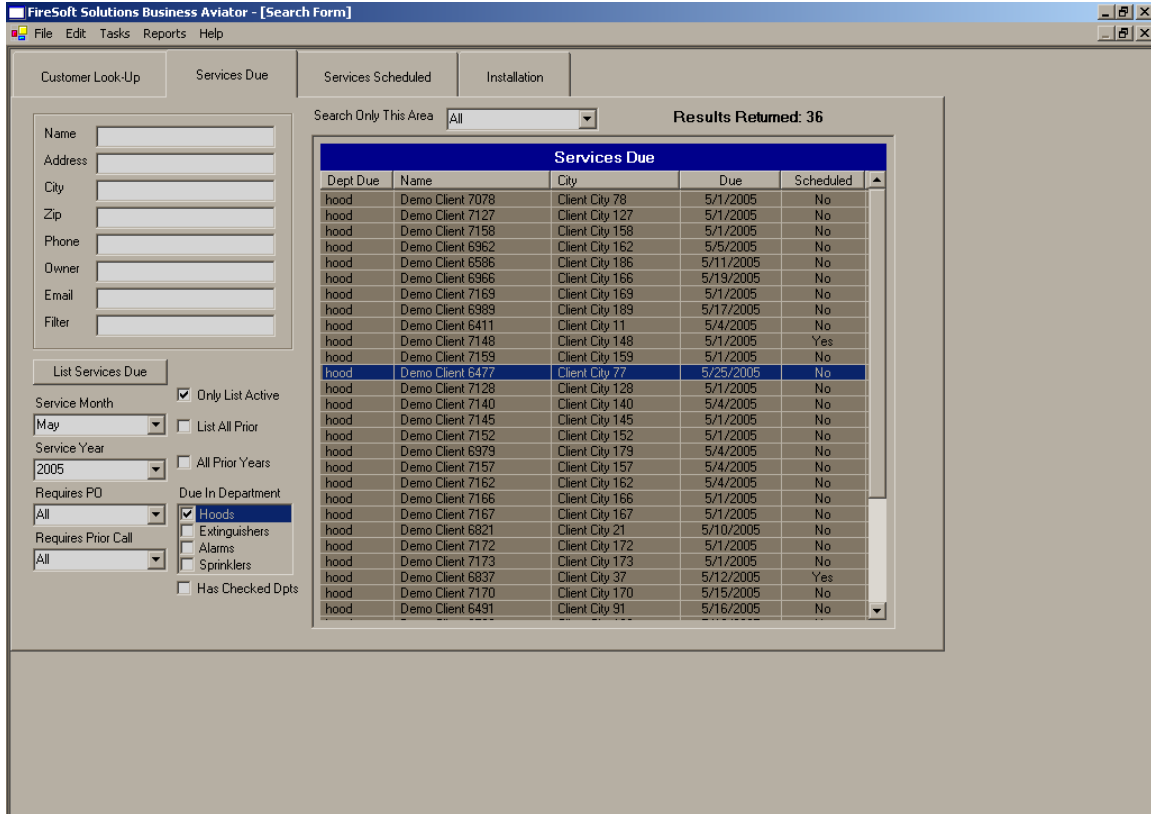 FireSoft Solutions Business Aviator - [Search Form]
File Edit Tasks Reports Help
Customer Look-Up Services Due Services Scheduled Installation
Search Only This Area All Results Returned: 36
Name
Address
City
Zip
Phone
Owner
Email
Filter
List Services Due
Only List Active
Service Month
May
List All Prior
Service Year
2005
All Prior Years
Requires PO
All
Due In Department
Hoods
Extinguishers
Alarms
Sprinklers
Requires Prior Call
All
Has Checked Dpts
Services Due
Dept Due Name City Due Scheduled
hood Demo Client 7078 Client City 78 5/1/2005 No
hood Demo Client 7127 Client City 127 5/1/2005 No
hood Demo Client 7158 Client City 158 5/1/2005 No
hood Demo Client 6962 Client City 162 5/5/2005 No
hood Demo Client 6586 Client City 186 5/11/2005 No
hood Demo Client 6966 Client City 166 5/19/2005 No
hood Demo Client 7169 Client City 169 5/1/2005 No
hood Demo Client 6989 Client City 189 5/17/2005 No
hood Demo Client 6411 Client City 11 5/4/2005 No
hood Demo Client 7148 Client City 148 5/1/2005 Yes
hood Demo Client 7159 Client City 159 5/1/2005 No
hood Demo Client 6477 Client City 77 5/25/2005 No
hood Demo Client 7128 Client City 128 5/1/2005 No
hood Demo Client 7140 Client City 140 5/4/2005 No
hood Demo Client 7145 Client City 145 5/1/2005 No
hood Demo Client 7152 Client City 152 5/1/2005 No
hood Demo Client 6979 Client City 179 5/4/2005 No
hood Demo Client 7157 Client City 157 5/4/2005 No
hood Demo Client 7162 Client City 162 5/4/2005 No
hood Demo Client 7166 Client City 166 5/1/2005 No
hood Demo Client 7167 Client City 167 5/1/2005 No
hood Demo Client 6821 Client City 21 5/10/2005 No
hood Demo Client 7172 Client City 172 5/1/2005 No
hood Demo Client 7173 Client City 173 5/1/2005 No
hood Demo Client 6837 Client City 37 5/12/2005 Yes
hood Demo Client 7170 Client City 170 5/15/2005 No
hood Demo Client 6491 Client City 91 5/16/2005 No